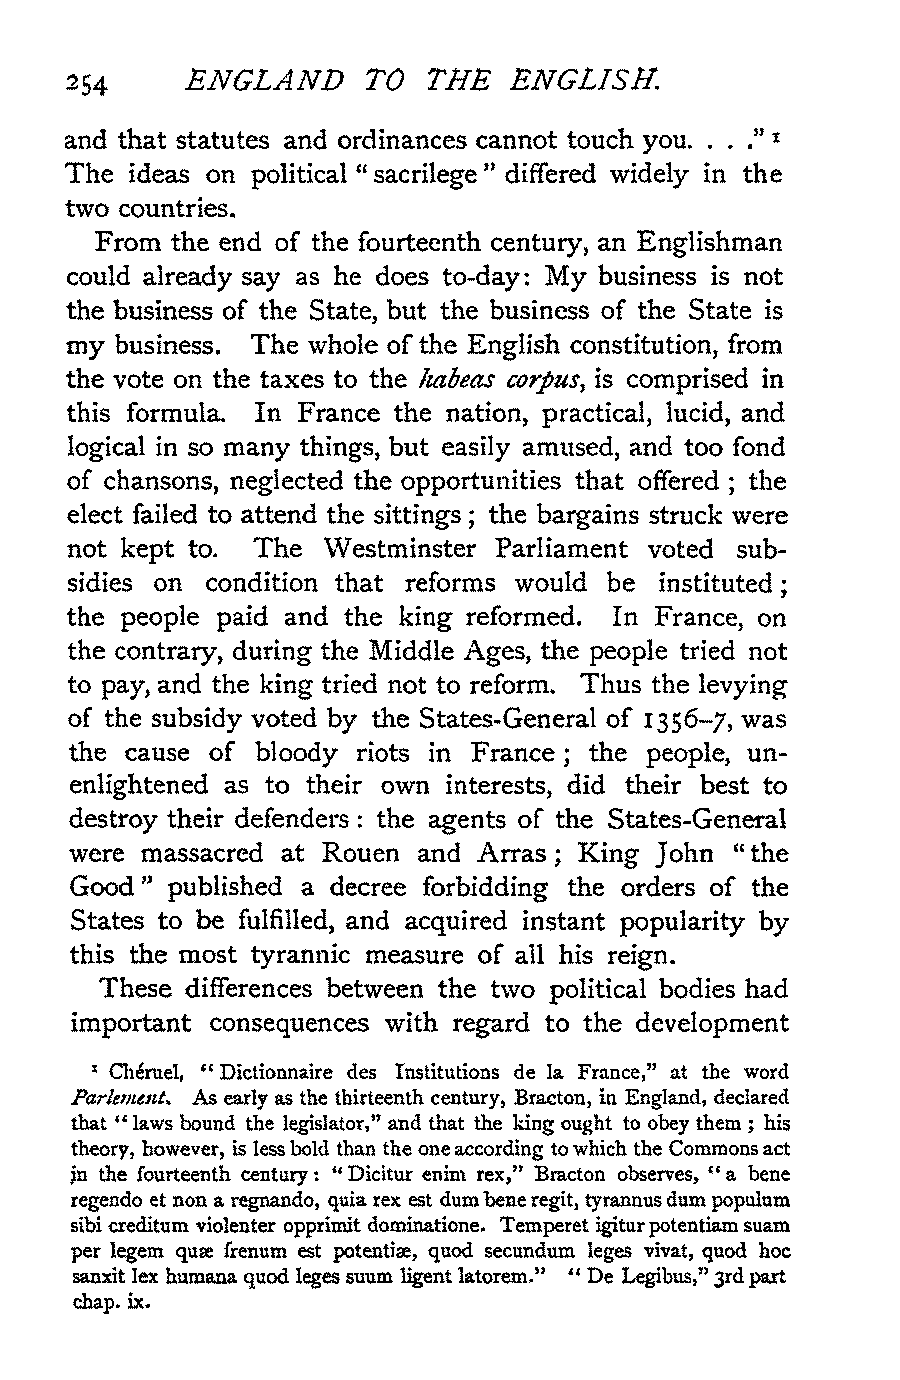 254 ENGLAND TO THE ENGLISH.
and that statutes and ordinances cannot touch you. . . ." ¹
The ideas on political "sacrilege" differed widely in the
two countries.
From the end of the fourteenth century, an Englishman
could already say as he does to-day: My business is not
the business of the State, but the business of the State is
my business. The whole of the English constitution, from
the vote on the taxes to the habeas corpus, is comprised in
this formula. In France the nation, practical, lucid, and
logical in so many things, but easily amused, and too fond
of chansons, neglected the opportunities that offered ; the
elect failed to attend the sittings ; the bargains struck were
not kept to. The Westminster Parliament voted sub-
sidies on condition that reforms would be instituted ;
the people paid and the king reformed. In France, on
the contrary, during the Middle Ages, the people tried not
to pay, and the king tried not to reform. Thus the levying
of the subsidy voted by the States-General of 1356–7, was
the cause of bloody riots in France ; the people, un-
enlightened as to their own interests, did their best to
destroy their defenders : the agents of the States-General
were massacred at Rouen and Arras ; King John "the
Good" published a decree forbidding the orders of the
States to be fulfilled, and acquired instant popularity by
this the most tyrannic measure of all his reign.
These differences between the two political bodies had
important consequences with regard to the development
¹ Chéruel, "Dictionnaire des Institutions de la France," at the word
Parlement. As early as the thirteenth century, Bracton, in England, declared
that "laws bound the legislator," and that the king ought to obey them ; his
theory, however, is less bold than the one according to which the Commons act
in the fourteenth century : "Dicitur enim rex," Bracton observes, "a bene
regendo et non a regnando, quia rex est dum bene regit, tyrannus dum populum
sibi creditum violenter opprimit dominatione. Temperet igitur potentiam suam
per legem quæ frenum est potentiæ, quod secundum leges vivat, quod hoc
sanxit lex humana quod leges suum ligent latorem." "De Legibus," 3rd part
chap. ix.